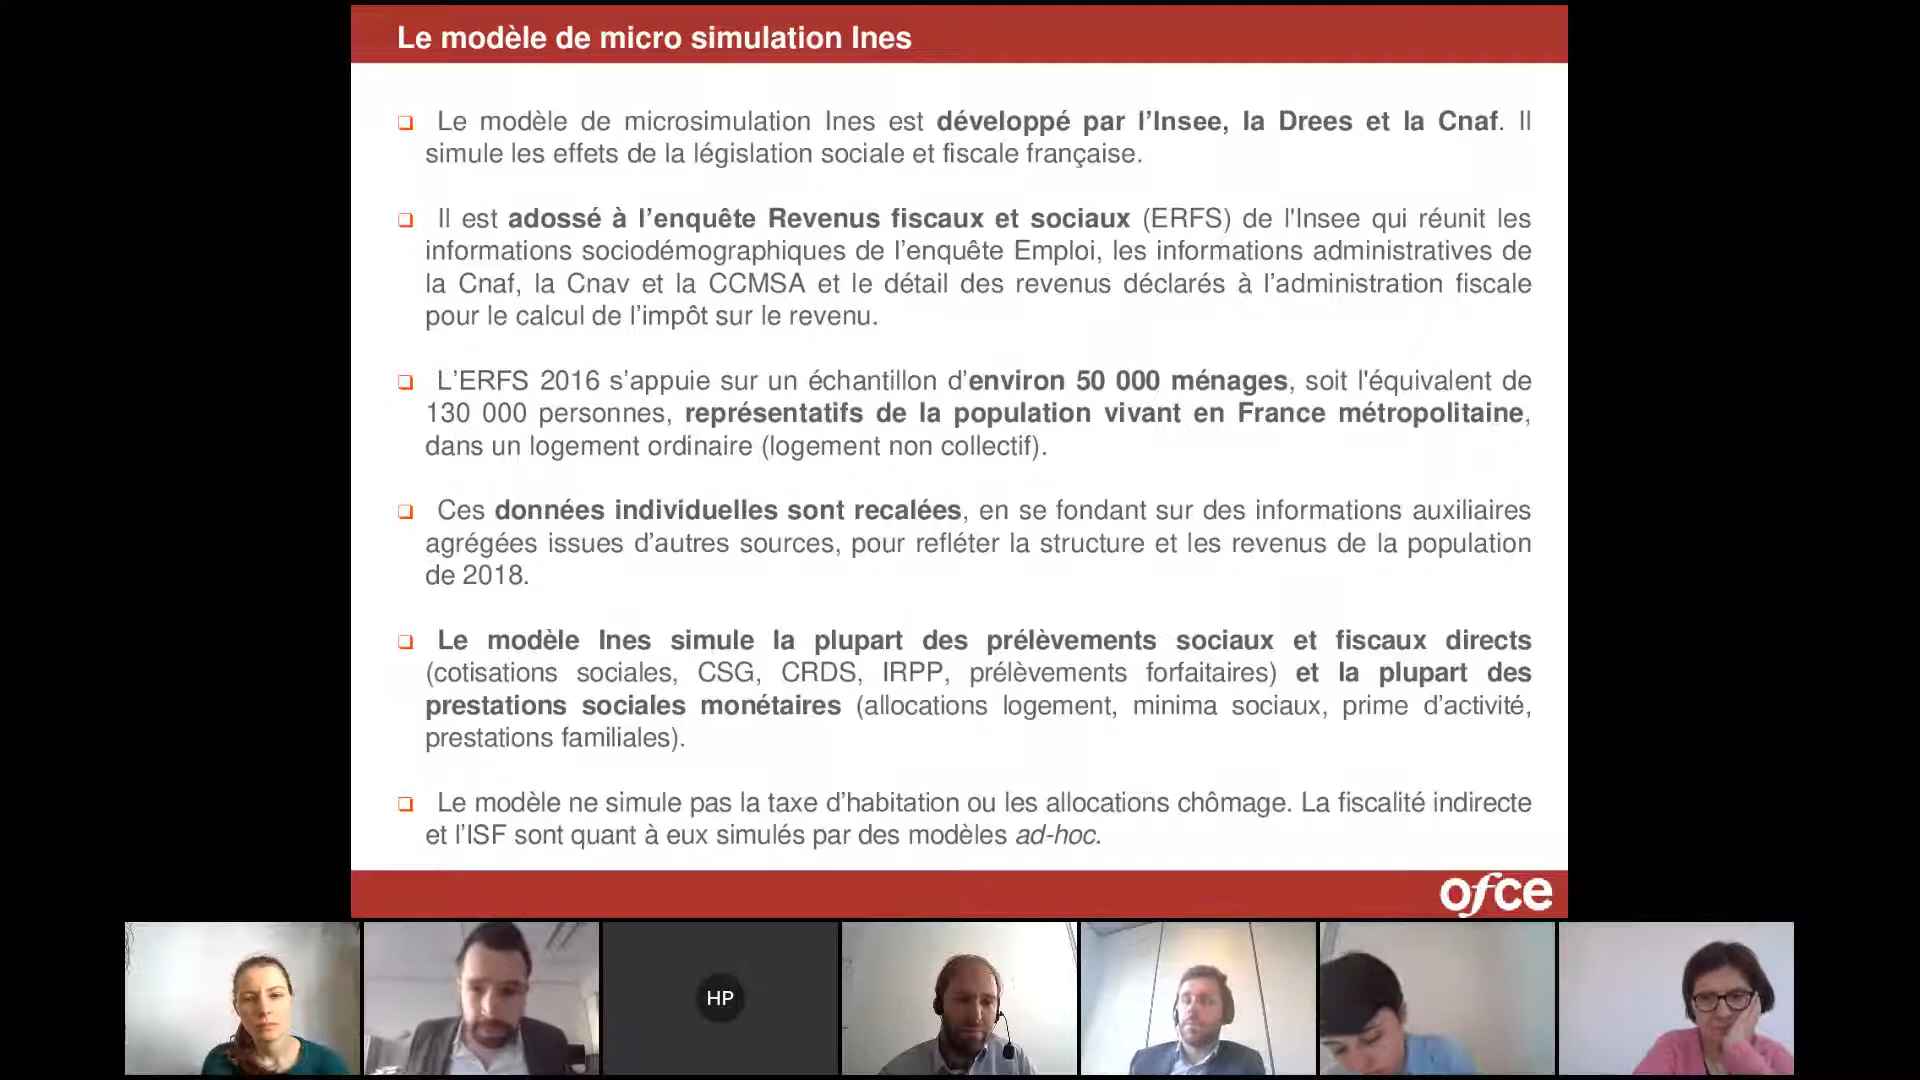 Le modèle de micro simulation Ines
❑ Le modèle de microsimulation Ines est développé par l’Insee, la Drees et la Cnaf. Il
simule les effets de la législation sociale et fiscale française.
❑ Il est adossé à l’enquête Revenus fiscaux et sociaux (ERFS) de l'Insee qui réunit les
informations sociodémographiques de l’enquête Emploi, les informations administratives de
la Cnaf, la Cnav et la CCMSA et le détail des revenus déclarés à l’administration fiscale
pour le calcul de l’impôt sur le revenu.
❑ L’ERFS 2016 s’appuie sur un échantillon d’environ 50 000 ménages, soit l'équivalent de
130 000 personnes, représentatifs de la population vivant en France métropolitaine,
dans un logement ordinaire (logement non collectif).
❑ Ces données individuelles sont recalées, en se fondant sur des informations auxiliaires
agrégées issues d’autres sources, pour refléter la structure et les revenus de la population
de 2018.
❑ Le modèle Ines simule la plupart des prélèvements sociaux et fiscaux directs
(cotisations sociales, CSG, CRDS, IRPP, prélèvements forfaitaires) et la plupart des
prestations sociales monétaires (allocations logement, minima sociaux, prime d’activité,
prestations familiales).
❑ Le modèle ne simule pas la taxe d’habitation ou les allocations chômage. La fiscalité indirecte
et l’ISF sont quant à eux simulés par des modèles ad-hoc.
ofce
HP